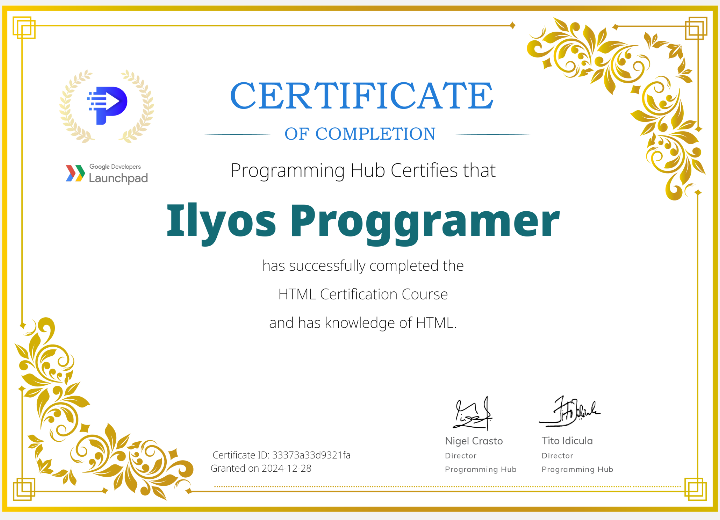 CERTIFICATE
OF COMPLETION
Google Developers
Launchpad
Programming Hub Certifies that
Ilyos Proggramer
has successfully completed the
HTML Certification Course
and has knowledge of HTML.
Nigel Crasto
Director
Programming Hub
Tito Idicula
Director
Programming Hub
Certificate ID: 33373a33d9321fa
Granted on 2024-12-28